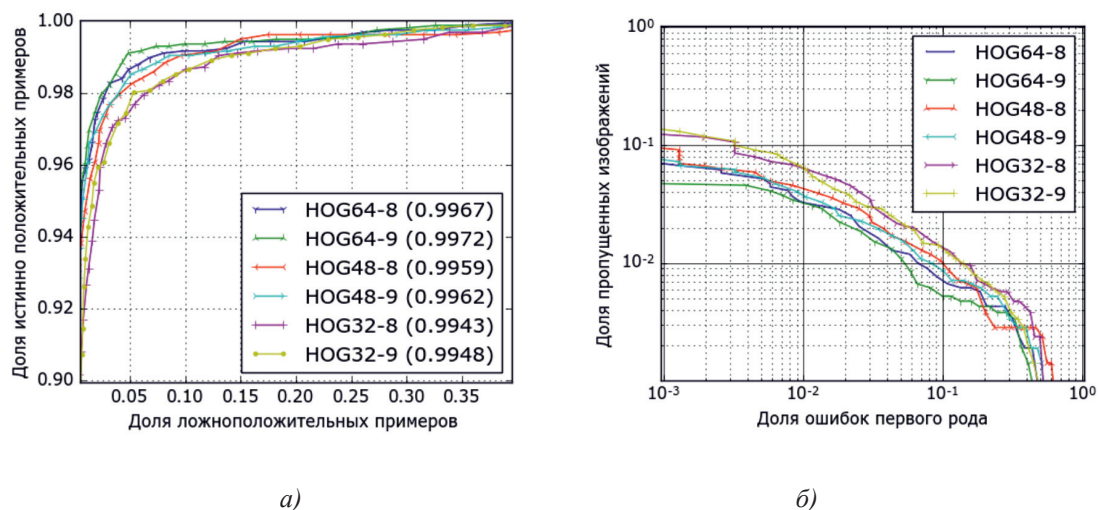 1.00
0.98
0.96
0.94
0.92
0.90
Доля истинно положительных примеров
HOG64-8 (0.9967)
HOG64-9 (0.9972)
HOG48-8 (0.9959)
HOG48-9 (0.9962)
HOG32-8 (0.9943)
HOG32-9 (0.9948)
0.05 0.10 0.15 0.20 0.25 0.30 0.35
Доля ложноположительных примеров
а)
10⁰
10⁻¹
10⁻²
Доля пропущенных изображений
HOG64-8
HOG64-9
HOG48-8
HOG48-9
HOG32-8
HOG32-9
10⁻³ 10⁻² 10⁻¹ 10⁰
Доля ошибок первого рода
б)